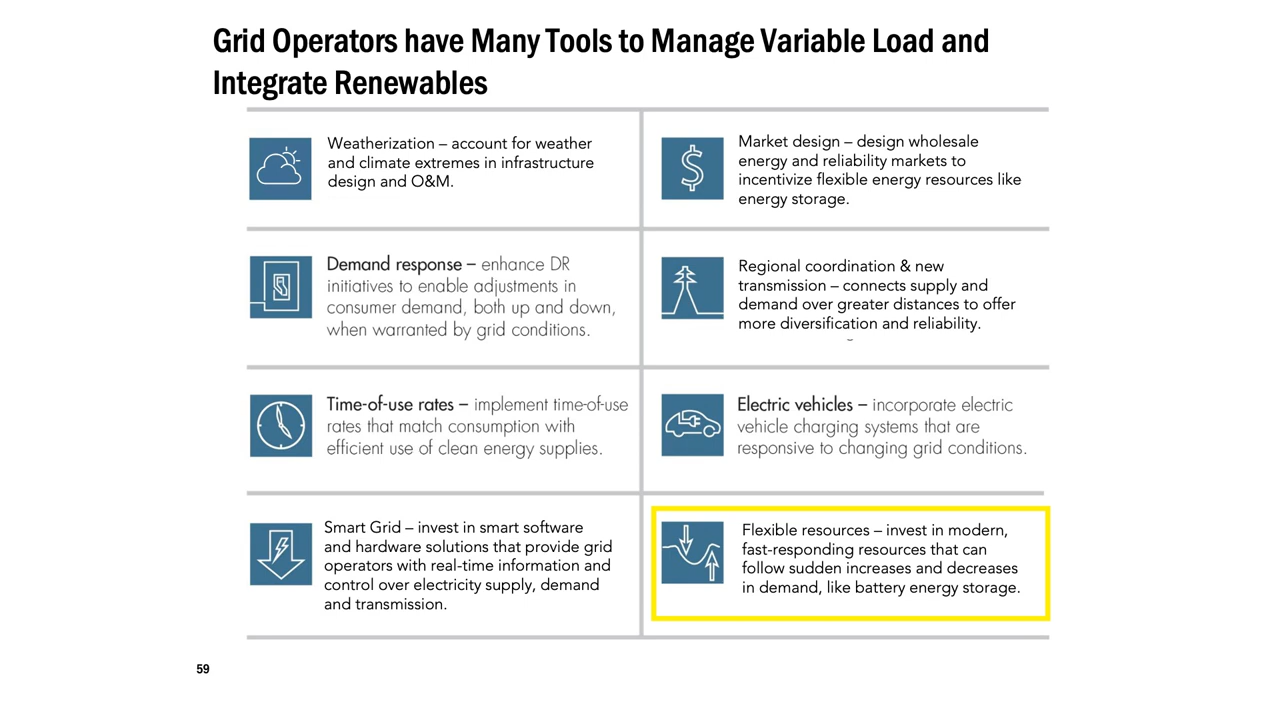 Grid Operators have Many Tools to Manage Variable Load and
Integrate Renewables
Weatherization – account for weather
and climate extremes in infrastructure
design and O&M.
Market design – design wholesale
energy and reliability markets to
incentivize flexible energy resources like
energy storage.
Demand response – enhance DR
initiatives to enable adjustments in
consumer demand, both up and down,
when warranted by grid conditions.
Regional coordination & new
transmission – connects supply and
demand over greater distances to offer
more diversification and reliability.
Time-of-use rates – implement time-of-use
rates that match consumption with
efficient use of clean energy supplies.
Electric vehicles – incorporate electric
vehicle charging systems that are
responsive to changing grid conditions.
Smart Grid – invest in smart software
and hardware solutions that provide grid
operators with real-time information and
control over electricity supply, demand
and transmission.
Flexible resources – invest in modern,
fast-responding resources that can
follow sudden increases and decreases
in demand, like battery energy storage.
59